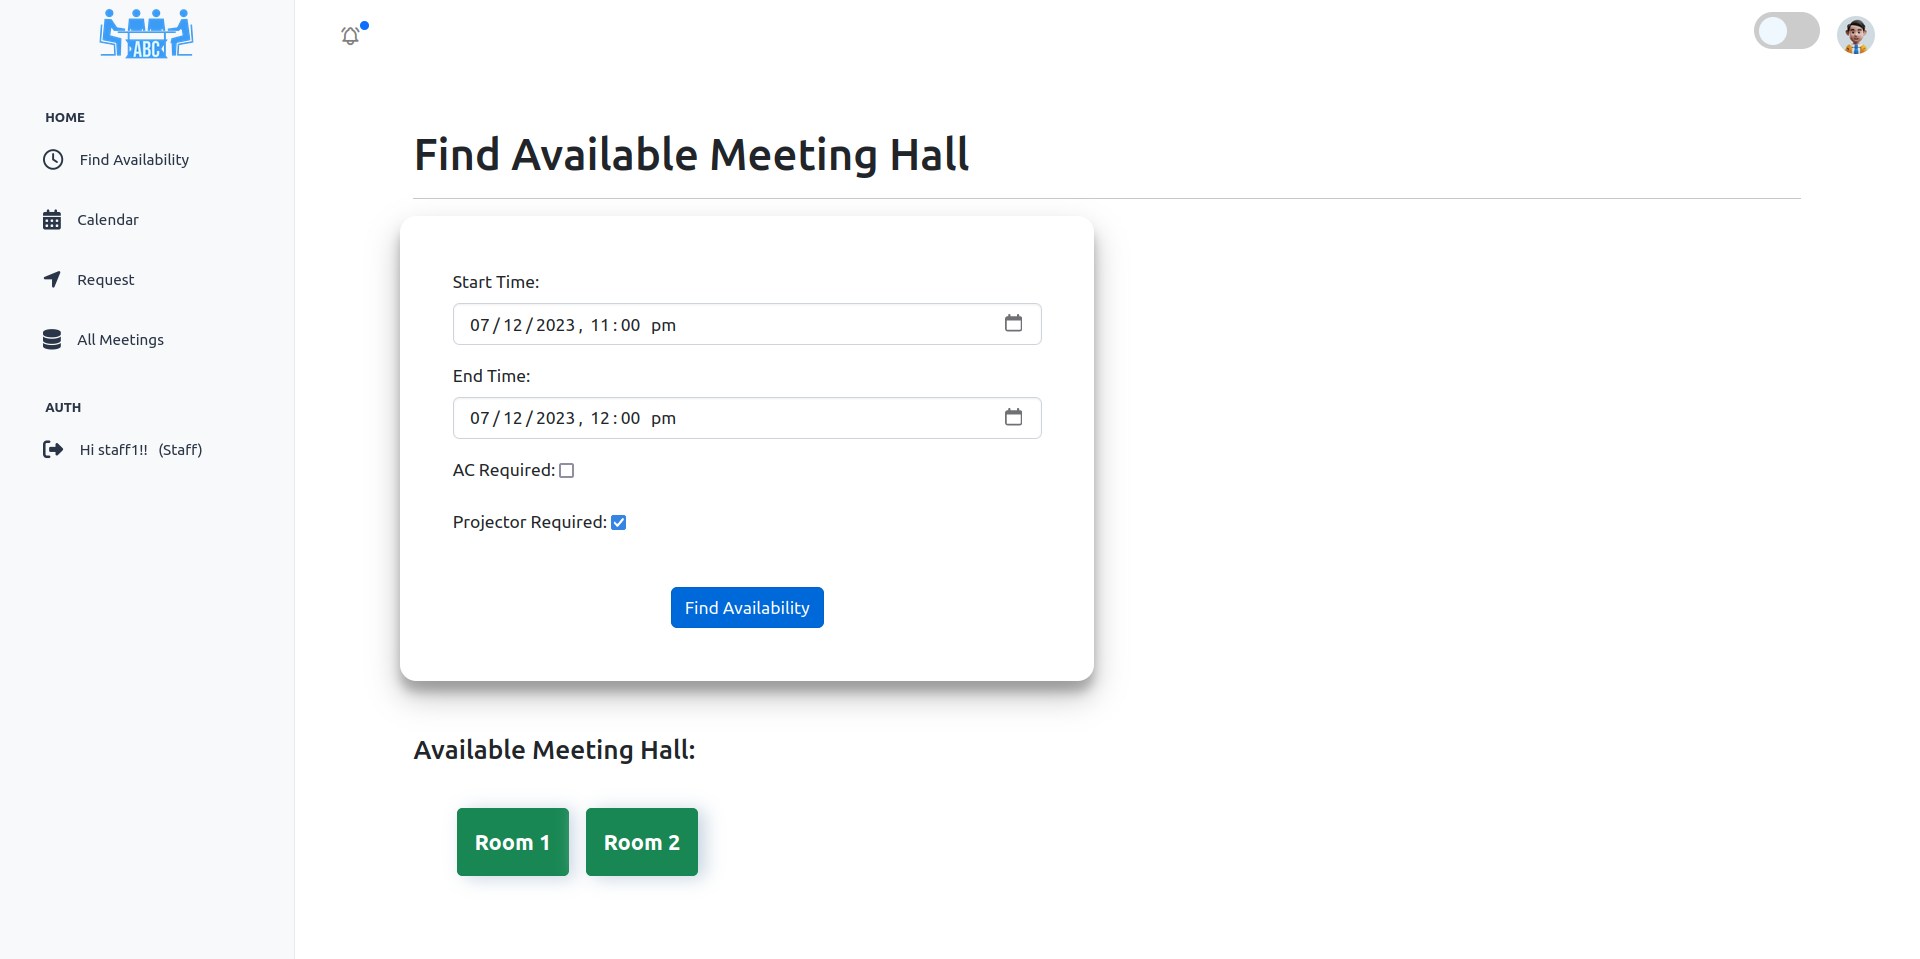 ABC
HOME
Find Availability
Calendar
Request
All Meetings
AUTH
Hi staff1!! (Staff)
Find Available Meeting Hall
Start Time:
07/12/2023, 11:00 pm
End Time:
07/12/2023, 12:00 pm
AC Required:
Projector Required:
Find Availability
Available Meeting Hall:
Room 1 Room 2